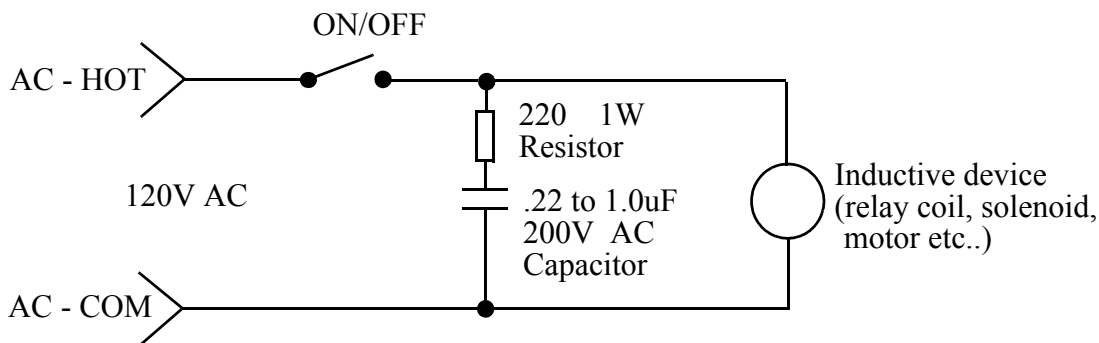 ON/OFF
AC - HOT
220 1W
Resistor
120V AC
.22 to 1.0uF
200V AC
Capacitor
Inductive device
(relay coil, solenoid,
motor etc..)
AC - COM